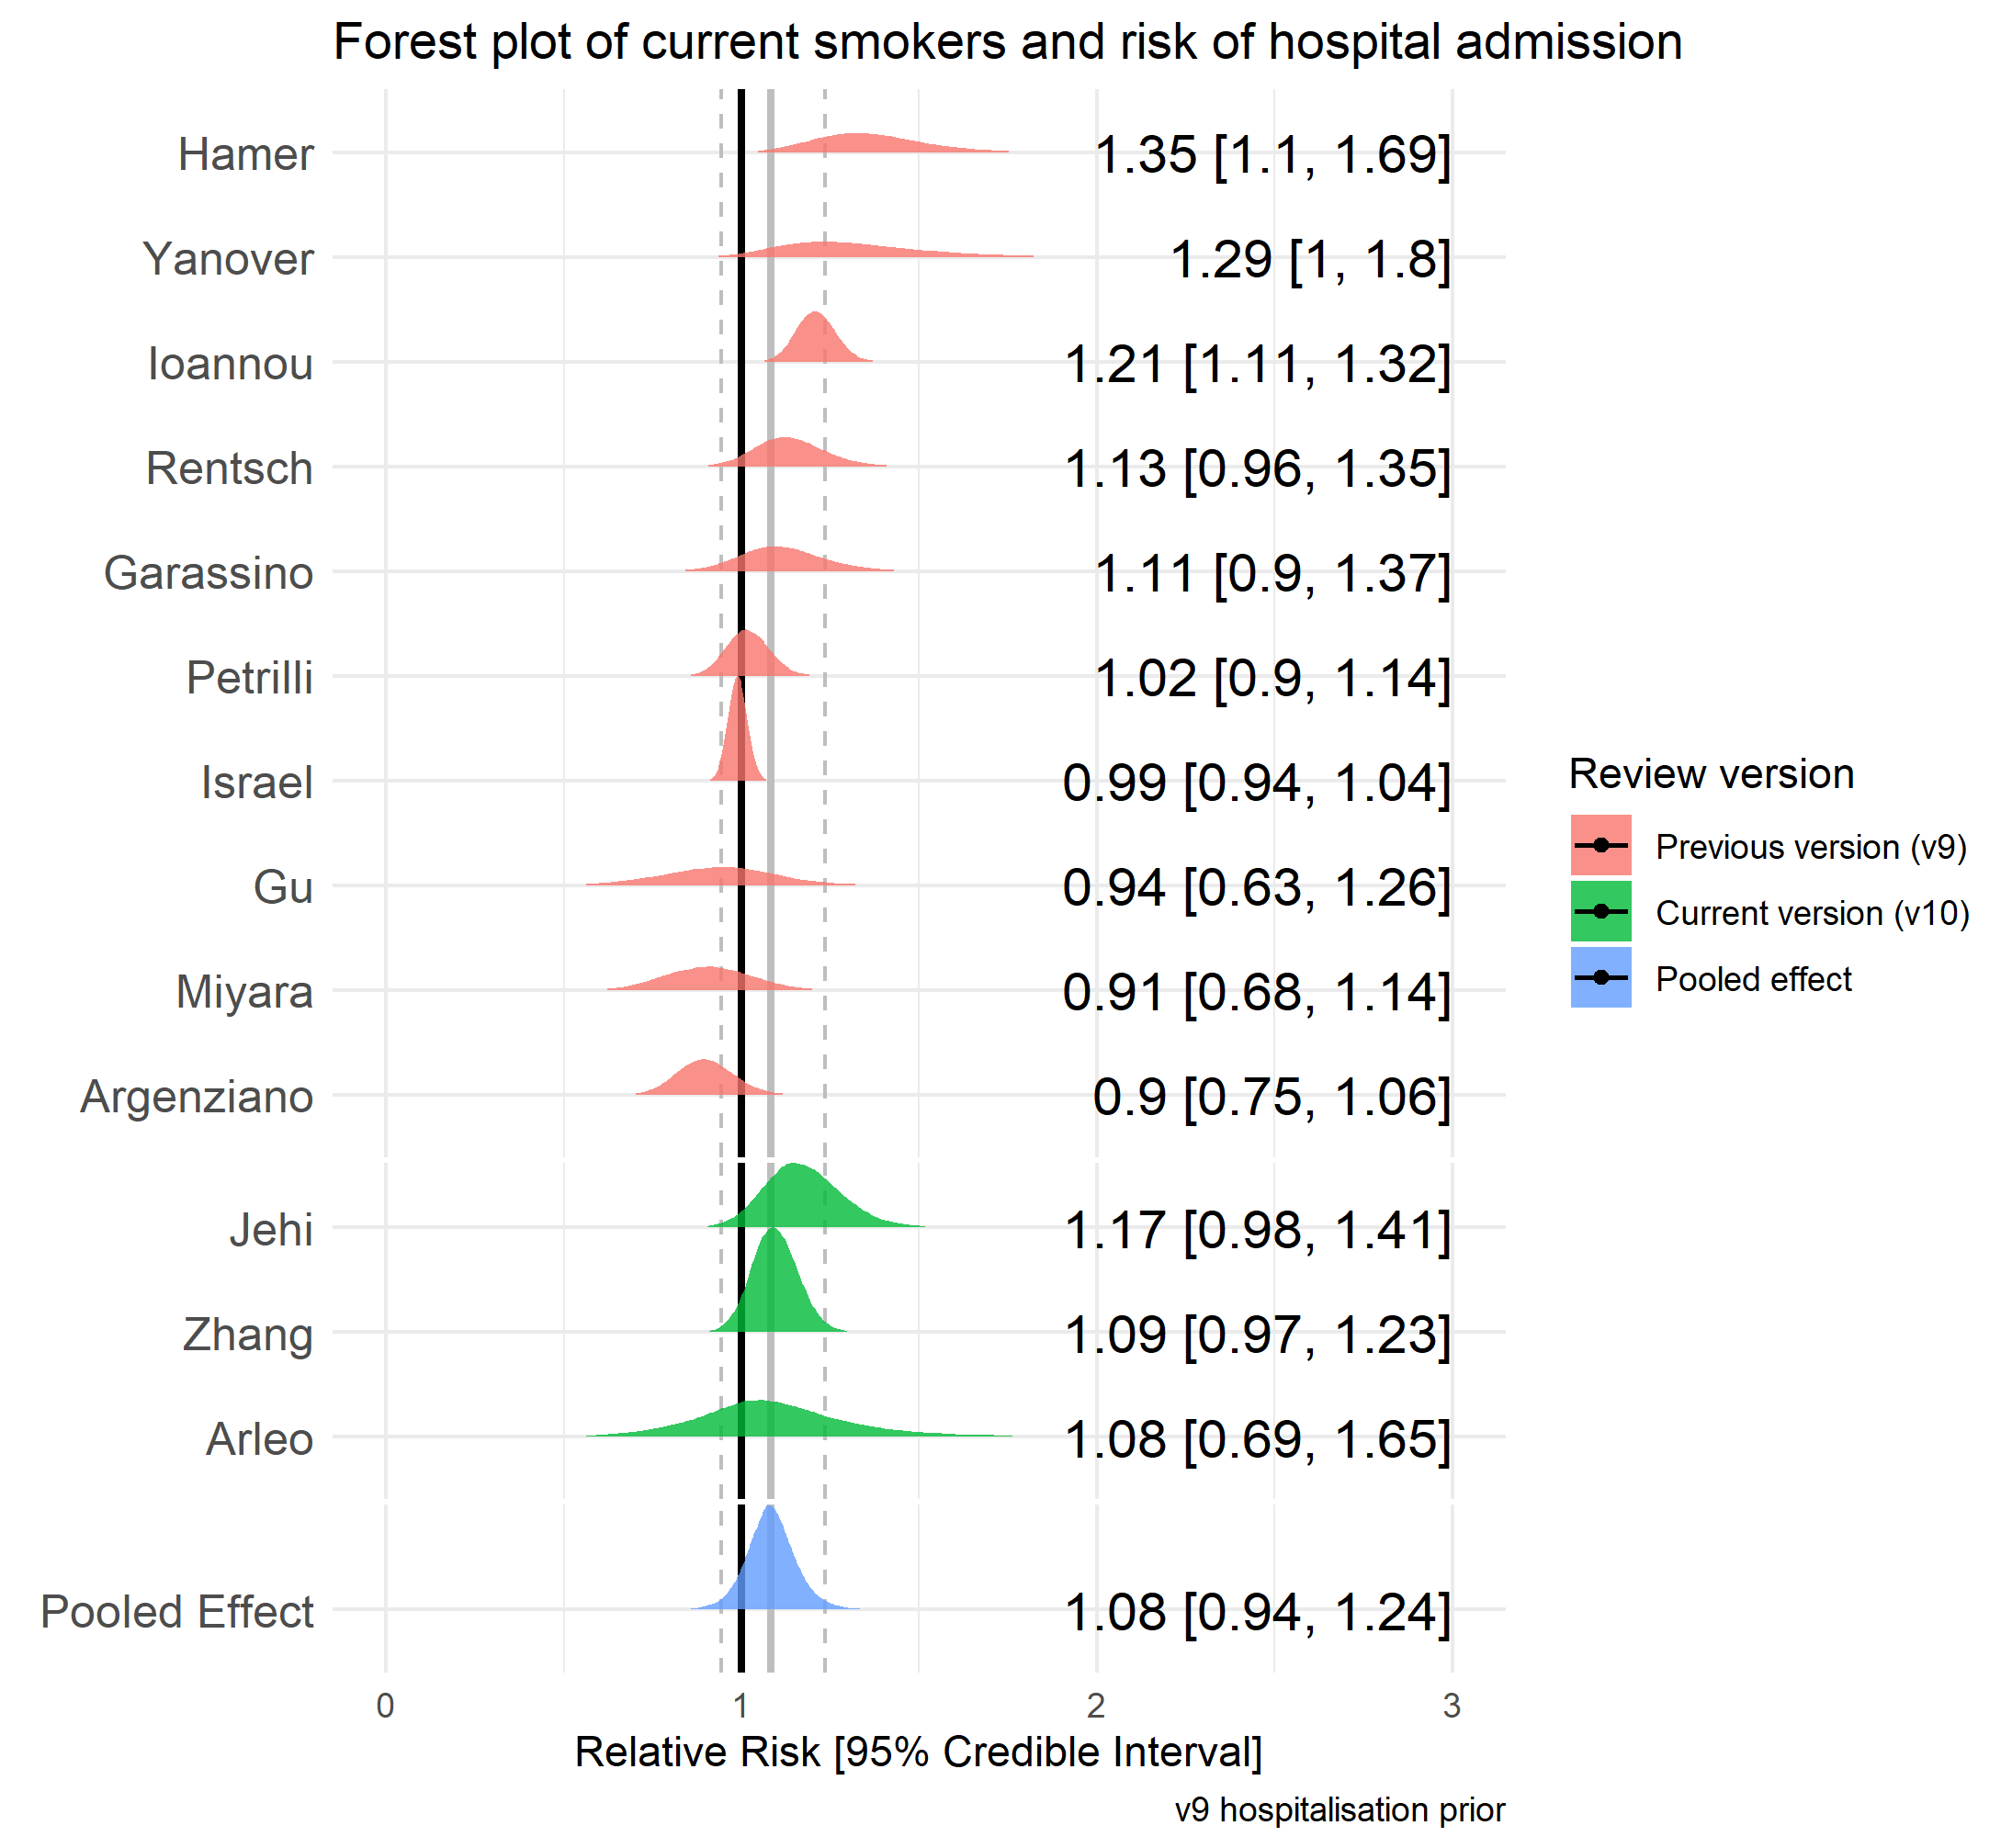 Forest plot of current smokers and risk of hospital admission
Hamer 1.35 [1.1, 1.69]
Yanover 1.29 [1, 1.8]
Ioannou 1.21 [1.11, 1.32]
Rentsch 1.13 [0.96, 1.35]
Garassino 1.11 [0.9, 1.37]
Petrilli 1.02 [0.9, 1.14]
Israel 0.99 [0.94, 1.04]
Gu 0.94 [0.63, 1.26]
Miyara 0.91 [0.68, 1.14]
Argenziano 0.9 [0.75, 1.06]
Jehi 1.17 [0.98, 1.41]
Zhang 1.09 [0.97, 1.23]
Arleo 1.08 [0.69, 1.65]
Pooled Effect 1.08 [0.94, 1.24]
0 1 2 3
Relative Risk [95% Credible Interval]
v9 hospitalisation prior
Review version
Previous version (v9)
Current version (v10)
Pooled effect